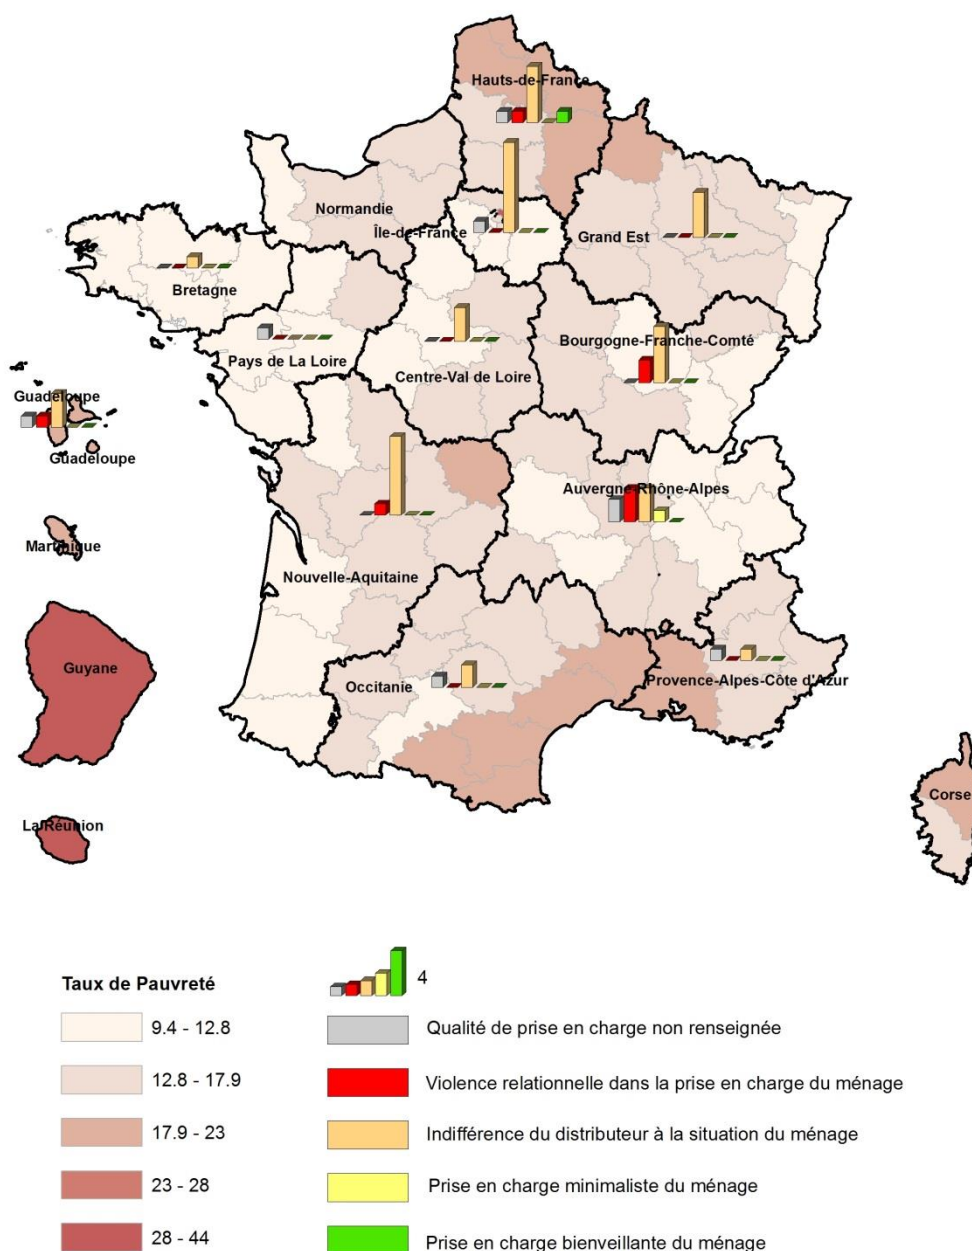 Hauts-de-France
Normandie
Île-de-France
Grand Est
Bretagne
Pays de La Loire
Centre-Val de Loire
Bourgogne-Franche-Comté
Guadeloupe
Guadeloupe
Auvergne-Rhône-Alpes
Martinique
Nouvelle-Aquitaine
Guyane
Occitanie
Provence-Alpes-Côte d'Azur
Corse
La Réunion
Taux de Pauvreté
9.4 - 12.8
12.8 - 17.9
17.9 - 23
23 - 28
28 - 44
4
Qualité de prise en charge non renseignée
Violence relationnelle dans la prise en charge du ménage
Indifférence du distributeur à la situation du ménage
Prise en charge minimaliste du ménage
Prise en charge bienveillante du ménage